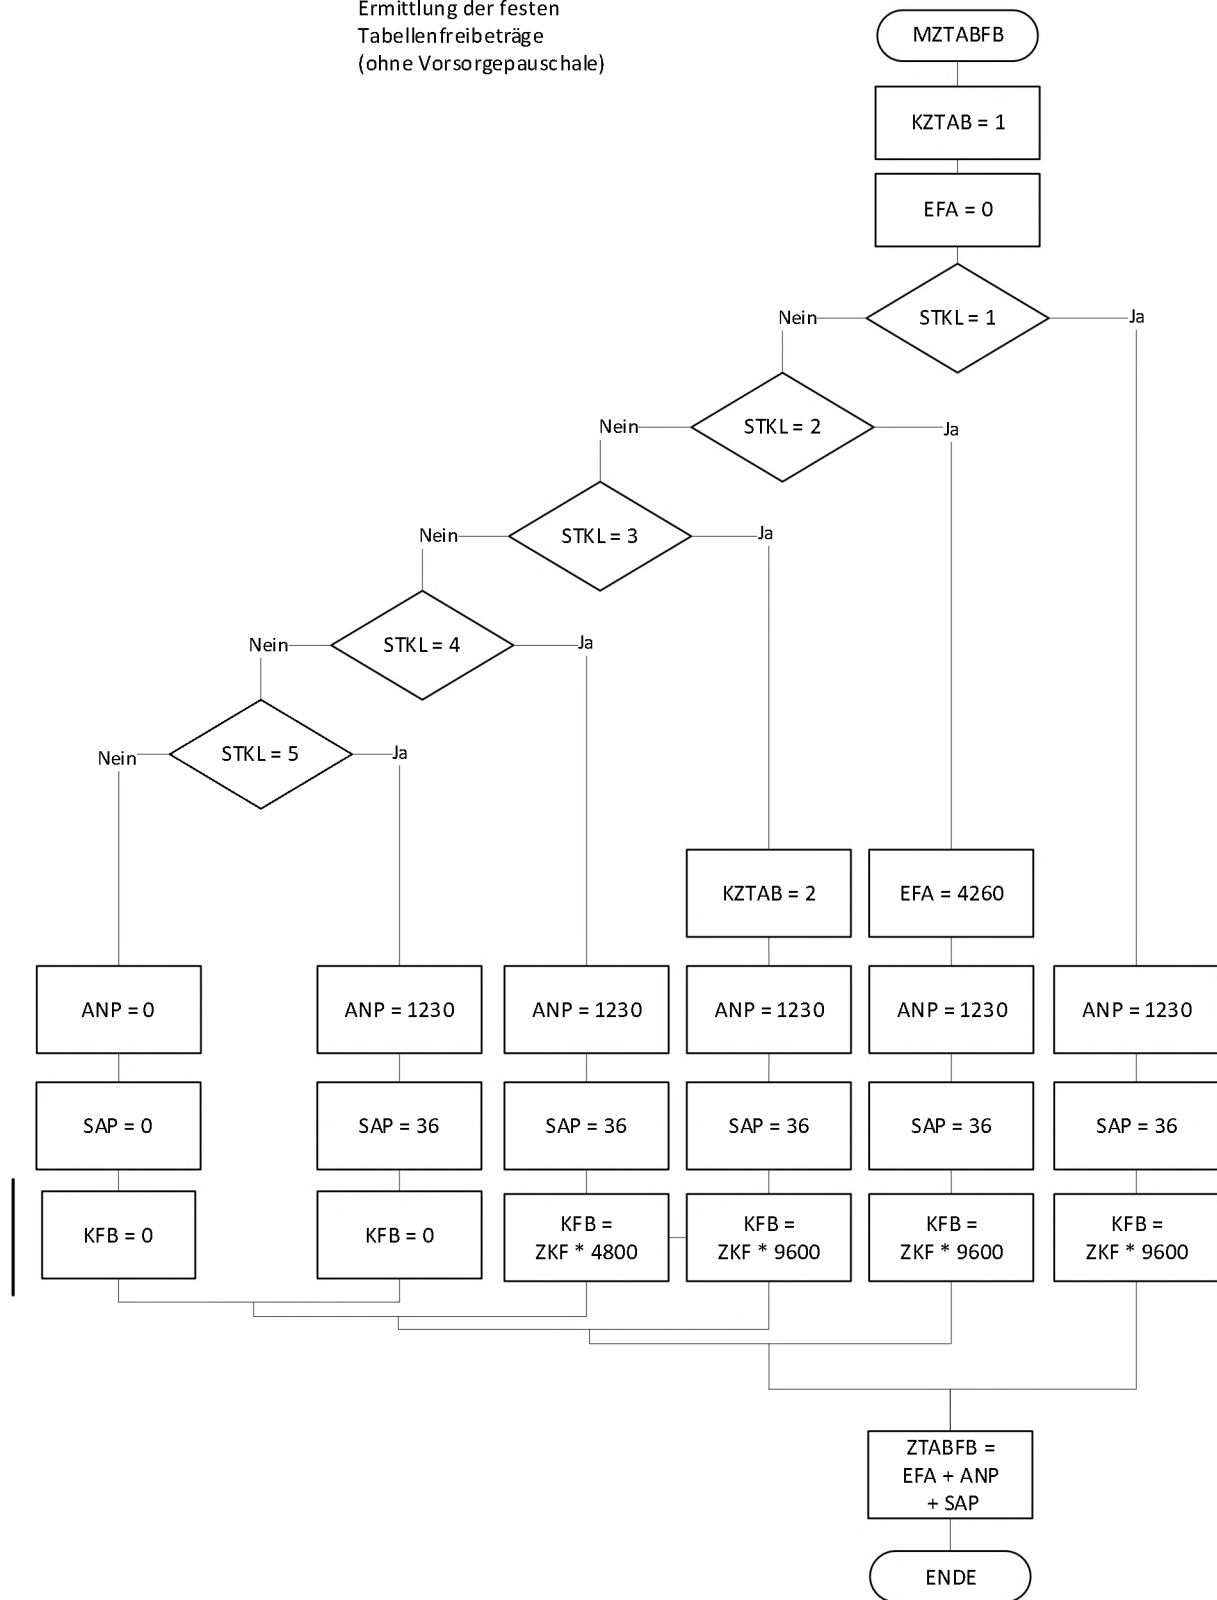 Ermittlung der festen
Tabellenfreibeträge
(ohne Vorsorgepauschale)
MZTABFB
KZTAB = 1
EFA = 0
STKL = 1
Nein
Ja
STKL = 2
Nein
Ja
STKL = 3
Nein
Ja
STKL = 4
Nein
Ja
STKL = 5
Nein
Ja
KZTAB = 2
EFA = 4260
ANP = 0
ANP = 1230
ANP = 1230
ANP = 1230
ANP = 1230
ANP = 1230
SAP = 0
SAP = 36
SAP = 36
SAP = 36
SAP = 36
SAP = 36
KFB = 0
KFB = 0
KFB =
ZKF * 4800
KFB =
ZKF * 9600
KFB =
ZKF * 9600
KFB =
ZKF * 9600
ZTABFB =
EFA + ANP
+ SAP
ENDE